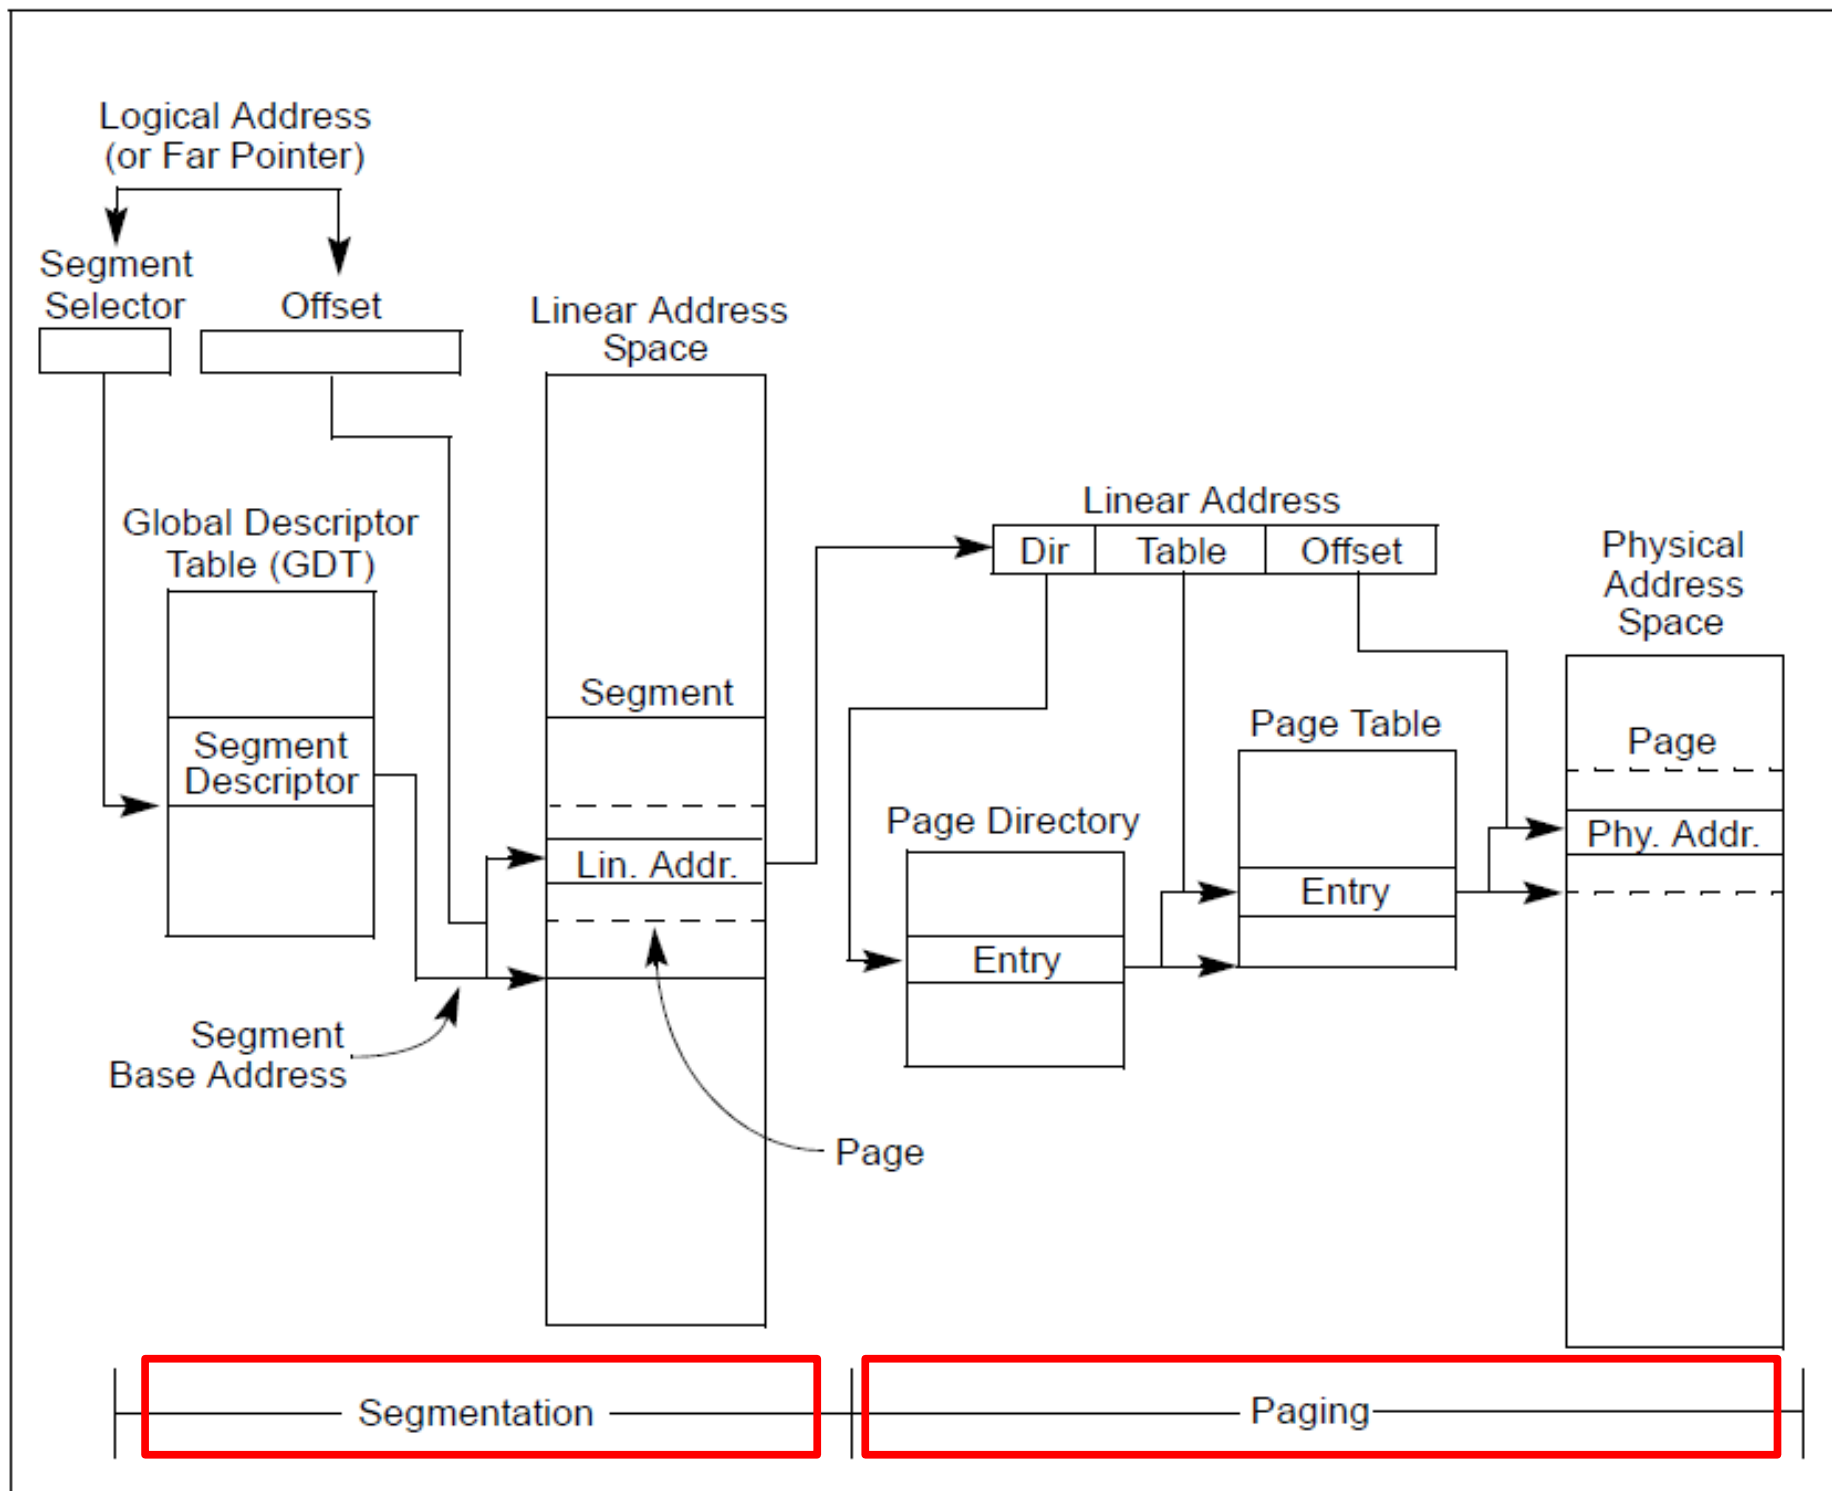 Logical Address
(or Far Pointer)
Segment
Selector
Offset
Linear Address
Space
Global Descriptor
Table (GDT)
Linear Address
Dir
Table
Offset
Physical
Address
Space
Segment
Segment
Descriptor
Page Table
Page
Page Directory
Lin. Addr.
Phy. Addr.
Entry
Entry
Segment
Base Address
Page
Segmentation
Paging